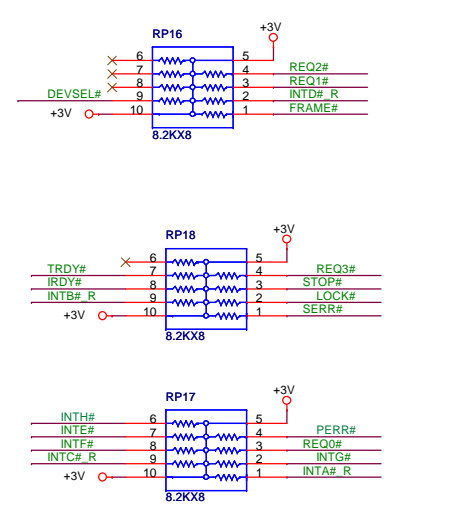 RP16
+3V
6 5
7 4 REQ2#
8 3 REQ1#
DEVSEL# 9 2 INTD#_R
+3V 10 1 FRAME#
8.2KX8
RP18
+3V
6 5
TRDY# 7 4 REQ3#
IRDY# 8 3 STOP#
INTB#_R 9 2 LOCK#
+3V 10 1 SERR#
8.2KX8
RP17
+3V
INTH# 6 5
INTE# 7 4 PERR#
INTF# 8 3 REQ0#
INTC#_R 9 2 INTG#
+3V 10 1 INTA#_R
8.2KX8